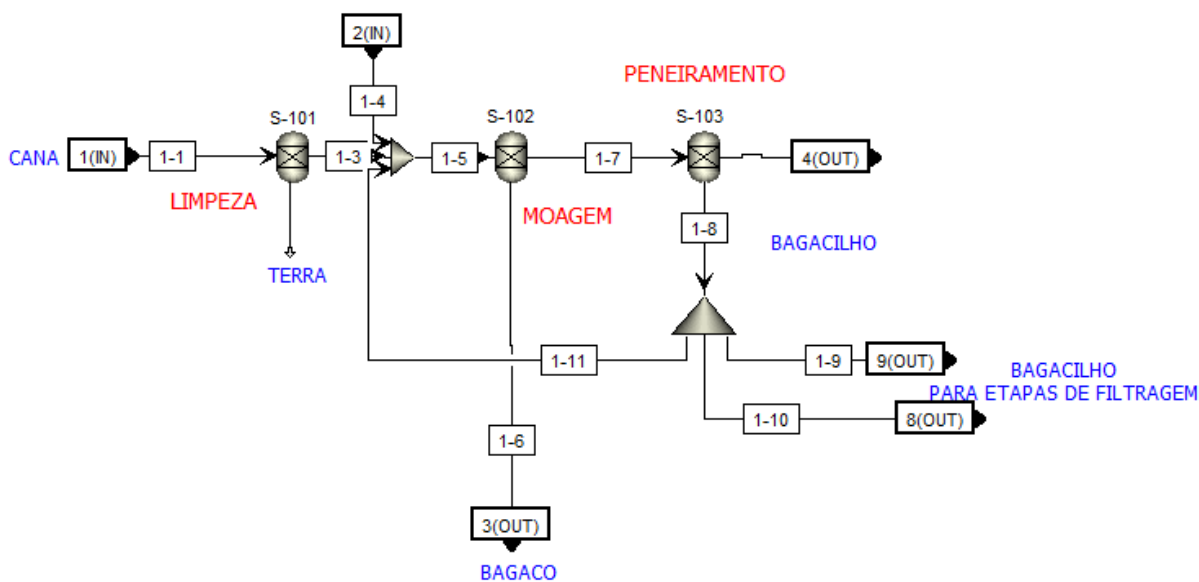 2(IN)
PENEIRAMENTO
1-4
S-101
S-102
S-103
CANA
1(IN)
1-1
1-3
1-5
1-7
4(OUT)
LIMPEZA
MOAGEM
1-8
BAGACILHO
TERRA
1-11
1-9
9(OUT)
BAGACILHO
PARA ETAPAS DE FILTRAGEM
1-10
8(OUT)
1-6
3(OUT)
BAGACO